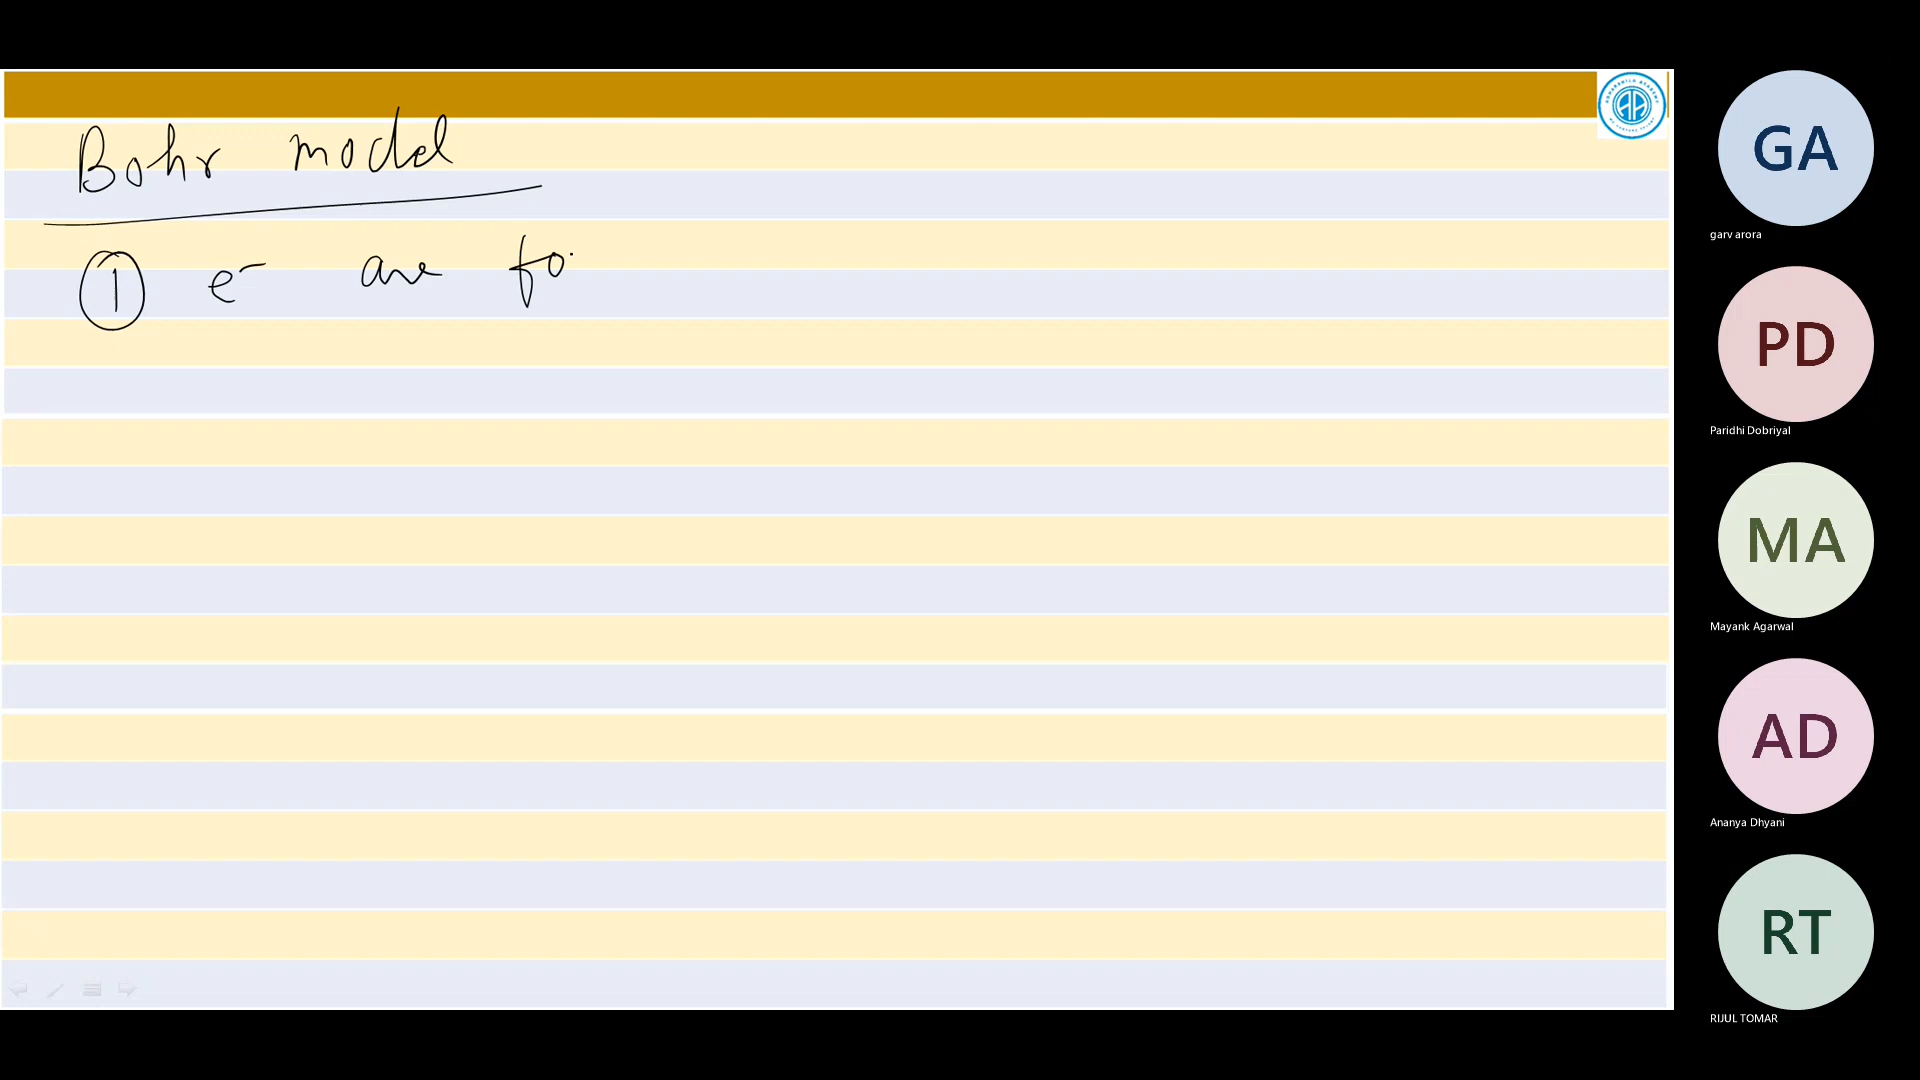 Bohr model
① e⁻ are fo
GA
garv arora
PD
Paridhi Dobriyal
MA
Mayank Agarwal
AD
Ananya Dhyani
RT
RIJUL TOMAR